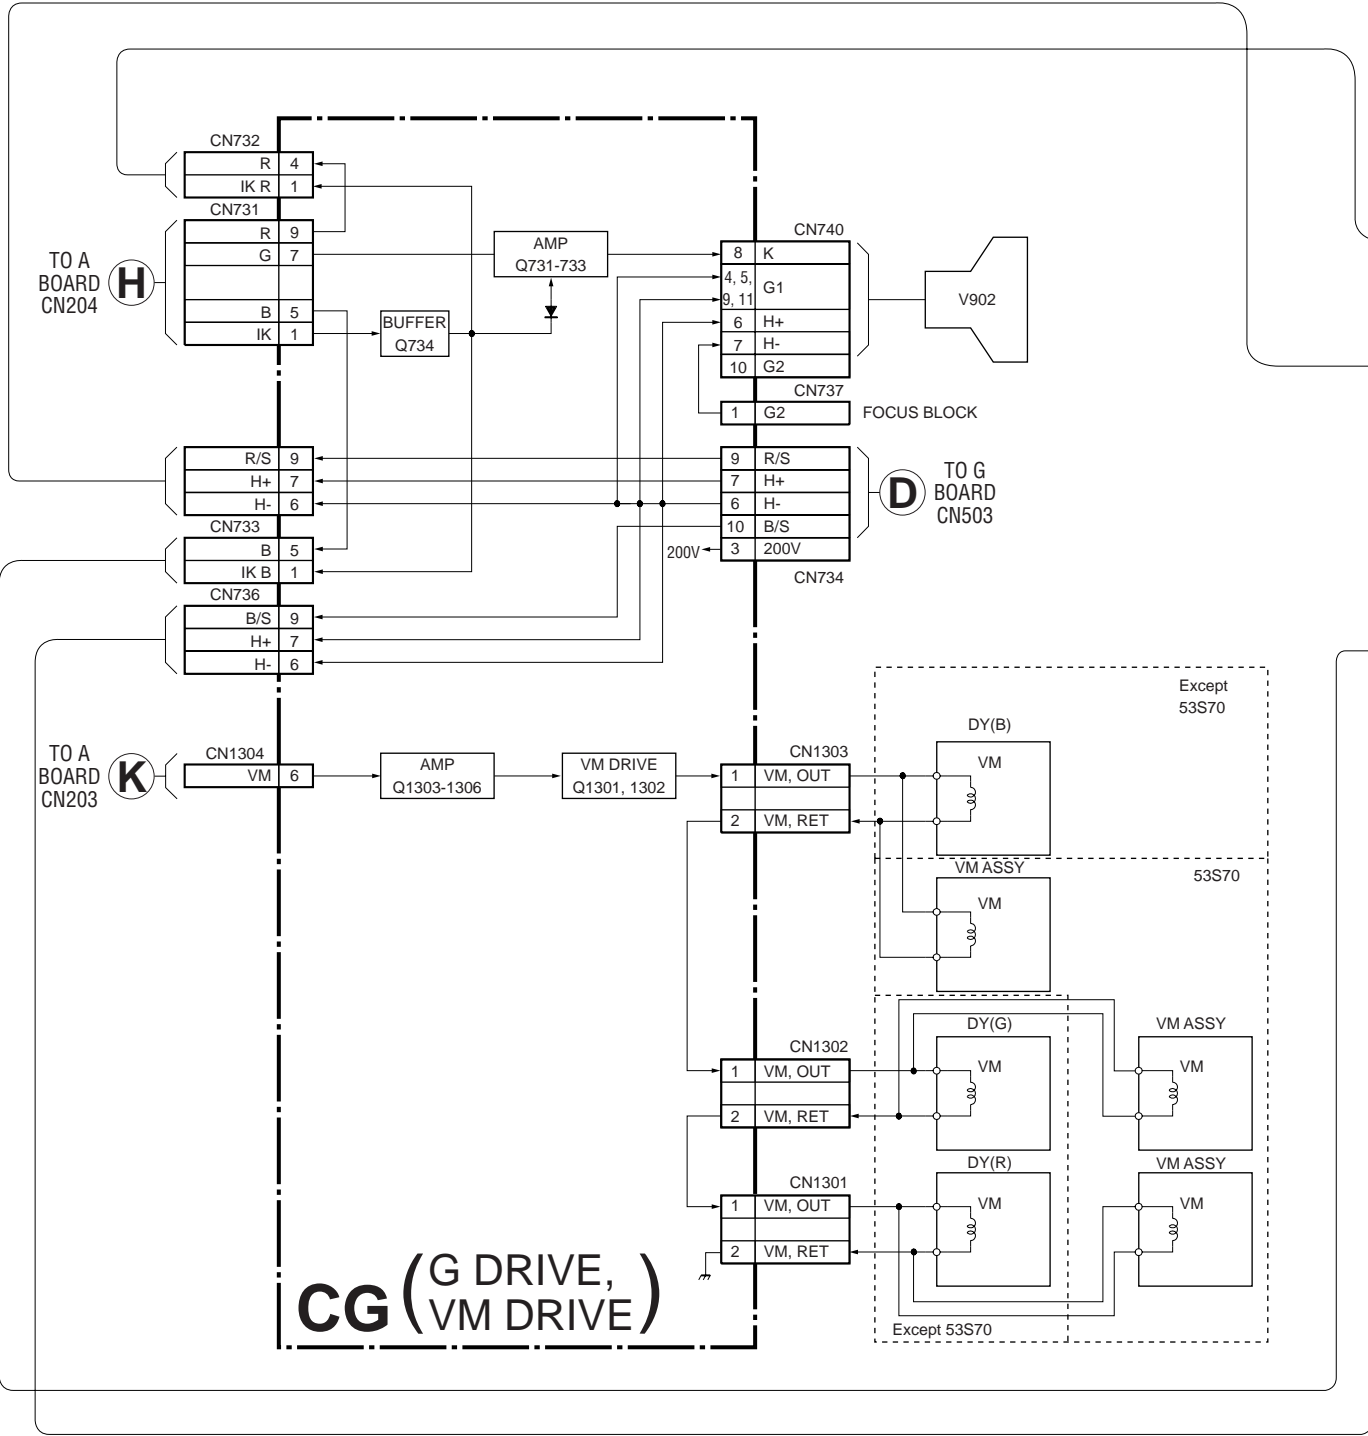 CN732
R 4
IK R 1
CN731
R 9
G 7
B 5
IK 1
TO A
BOARD
CN204
H
AMP
Q731-733
BUFFER
Q734
CN740
8 K
4, 5,
9, 11
G1
6 H+
7 H-
10 G2
V902
CN737
1 G2
FOCUS BLOCK
R/S 9
H+ 7
H- 6
9 R/S
7 H+
6 H-
10 B/S
200V
3 200V
CN734
D
TO G
BOARD
CN503
CN733
B 5
IK B 1
CN736
B/S 9
H+ 7
H- 6
TO A
BOARD
CN203
K
CN1304
VM 6
AMP
Q1303-1306
VM DRIVE
Q1301, 1302
CN1303
1 VM, OUT
2 VM, RET
Except
53S70
DY(B)
VM
53S70
VM ASSY
VM
CN1302
1 VM, OUT
2 VM, RET
DY(G)
VM
VM ASSY
VM
CN1301
1 VM, OUT
2 VM, RET
DY(R)
VM
VM ASSY
VM
Except 53S70
CG (G DRIVE,
VM DRIVE)